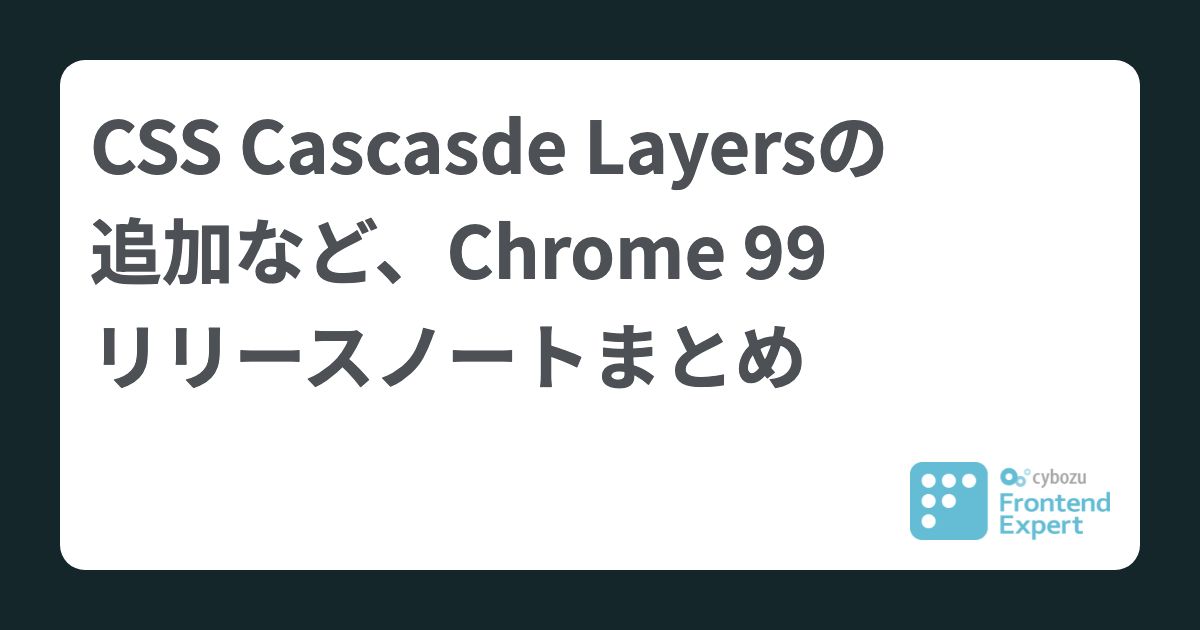 CSS Cascasde Layersの
追加など、Chrome 99
リリースノートまとめ
cybozu
Frontend
Expert